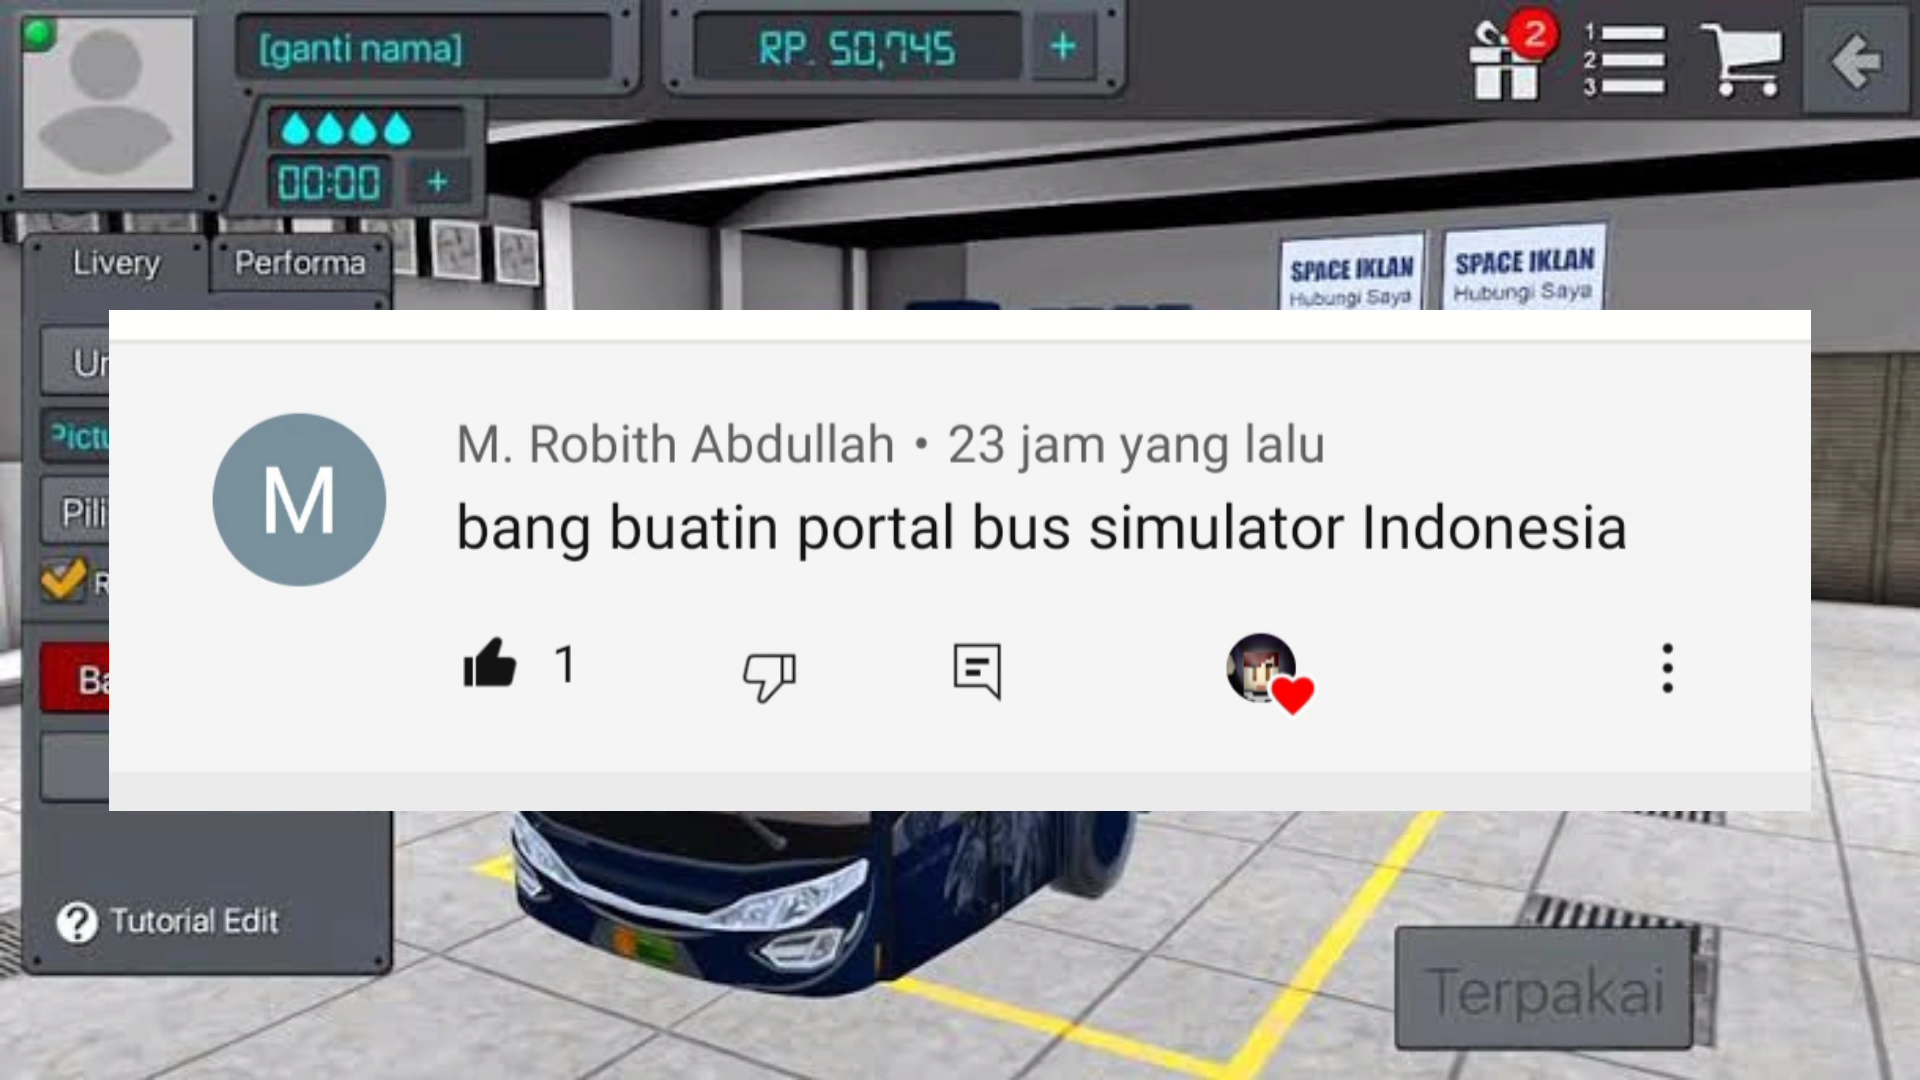 [ganti nama]
RP. 50,745
+
2
1
2
3
00:00
+
Livery
Performa
SPACE IKLAN
Hubungi Saya
SPACE IKLAN
Hubungi Saya
M
M. Robith Abdullah • 23 jam yang lalu
bang buatin portal bus simulator Indonesia
1
? Tutorial Edit
Terpakai